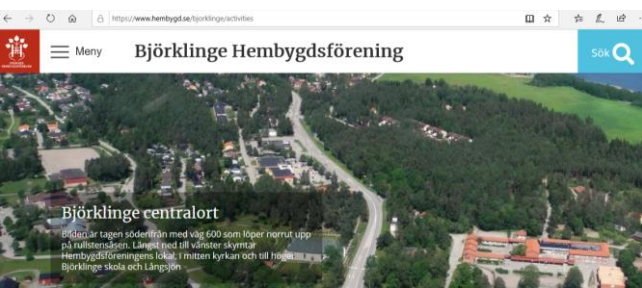 https://www.hembygd.se/bjorklinge/activities
Meny
Björklinge Hembygdsförening
Sök
Björklinge centralort
Bilden är tagen söderifrån med väg 600 som löper norrut upp
på rullstensåsen. Längst ned till vänster skymtar
Hembygdsföreningens lokal. I mitten kyrkan och till höger
Björklinge skola och Långsjön